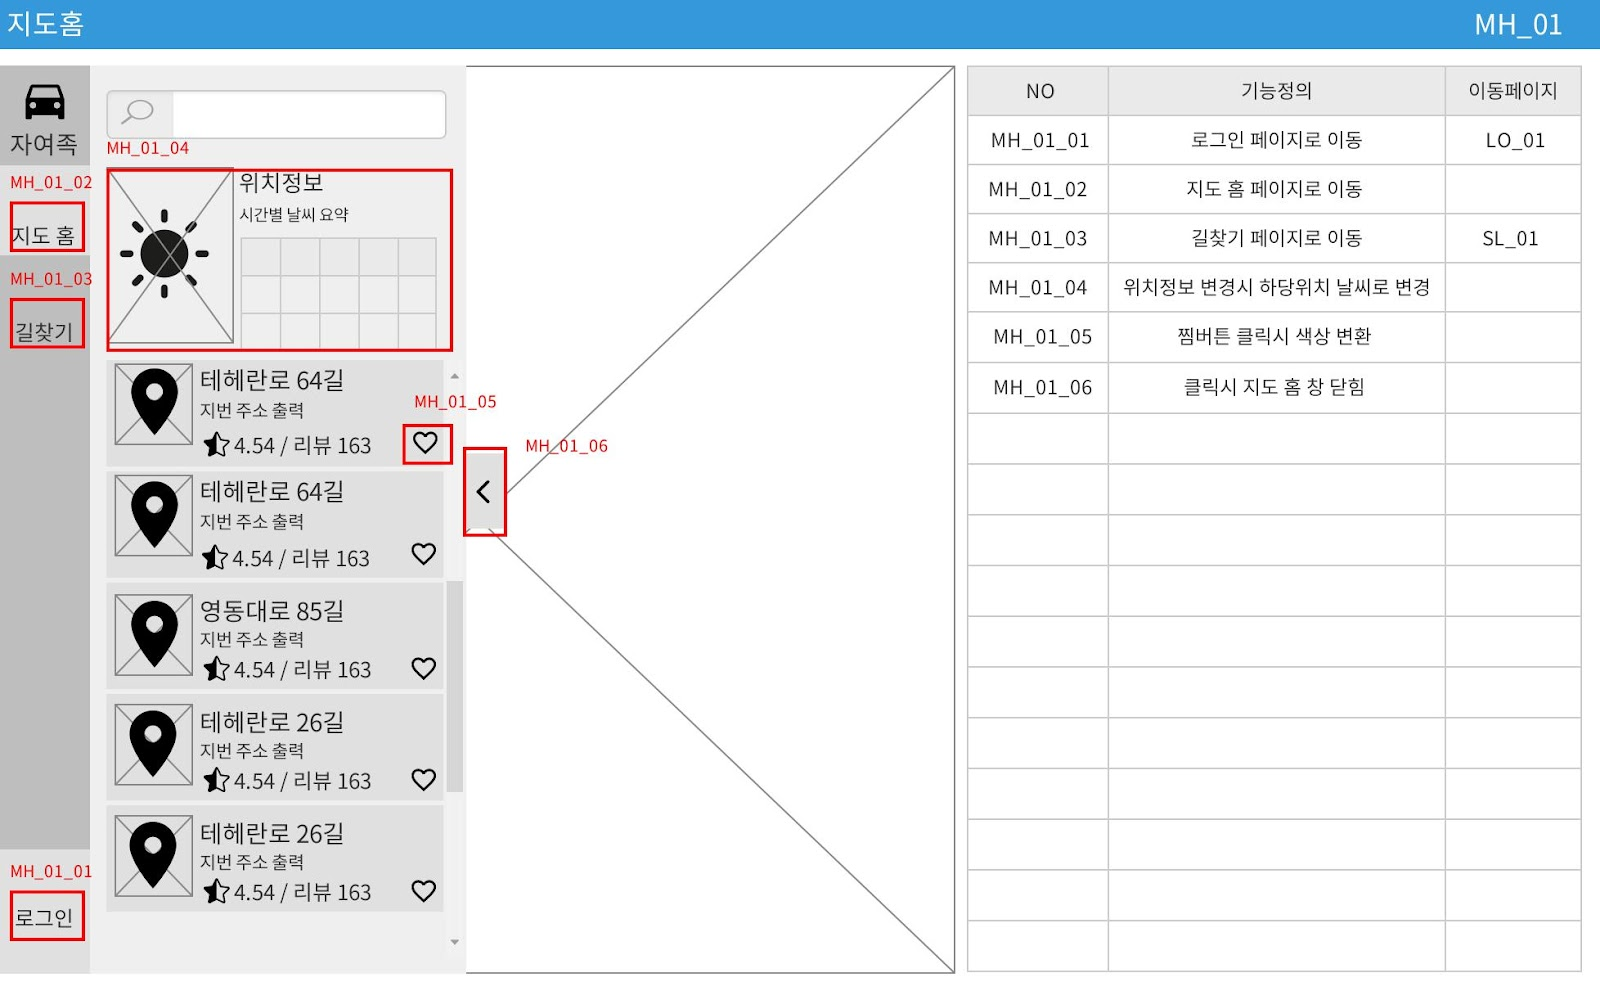 지도홈
MH_01
자여족
MH_01_02
지도 홈
MH_01_03
길찾기
MH_01_01
로그인
MH_01_04
위치정보
시간별 날씨 요약
테헤란로 64길
지번 주소 출력
4.54 / 리뷰 163
MH_01_05
테헤란로 64길
지번 주소 출력
4.54 / 리뷰 163
영동대로 85길
지번 주소 출력
4.54 / 리뷰 163
테헤란로 26길
지번 주소 출력
4.54 / 리뷰 163
테헤란로 26길
지번 주소 출력
4.54 / 리뷰 163
MH_01_06
NO 기능정의 이동페이지
MH_01_01 로그인 페이지로 이동 LO_01
MH_01_02 지도 홈 페이지로 이동
MH_01_03 길찾기 페이지로 이동 SL_01
MH_01_04 위치정보 변경시 하당위치 날씨로 변경
MH_01_05 찜버튼 클릭시 색상 변환
MH_01_06 클릭시 지도 홈 창 닫힘